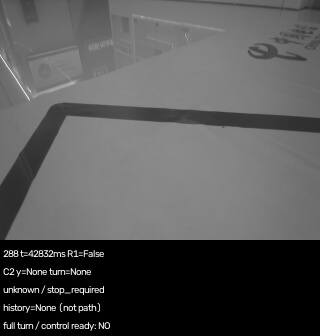 288 t=42832ms R1=False
C2 y=None turn=None
unknown / stop_required
history=None (not path)
full turn / control ready: NO